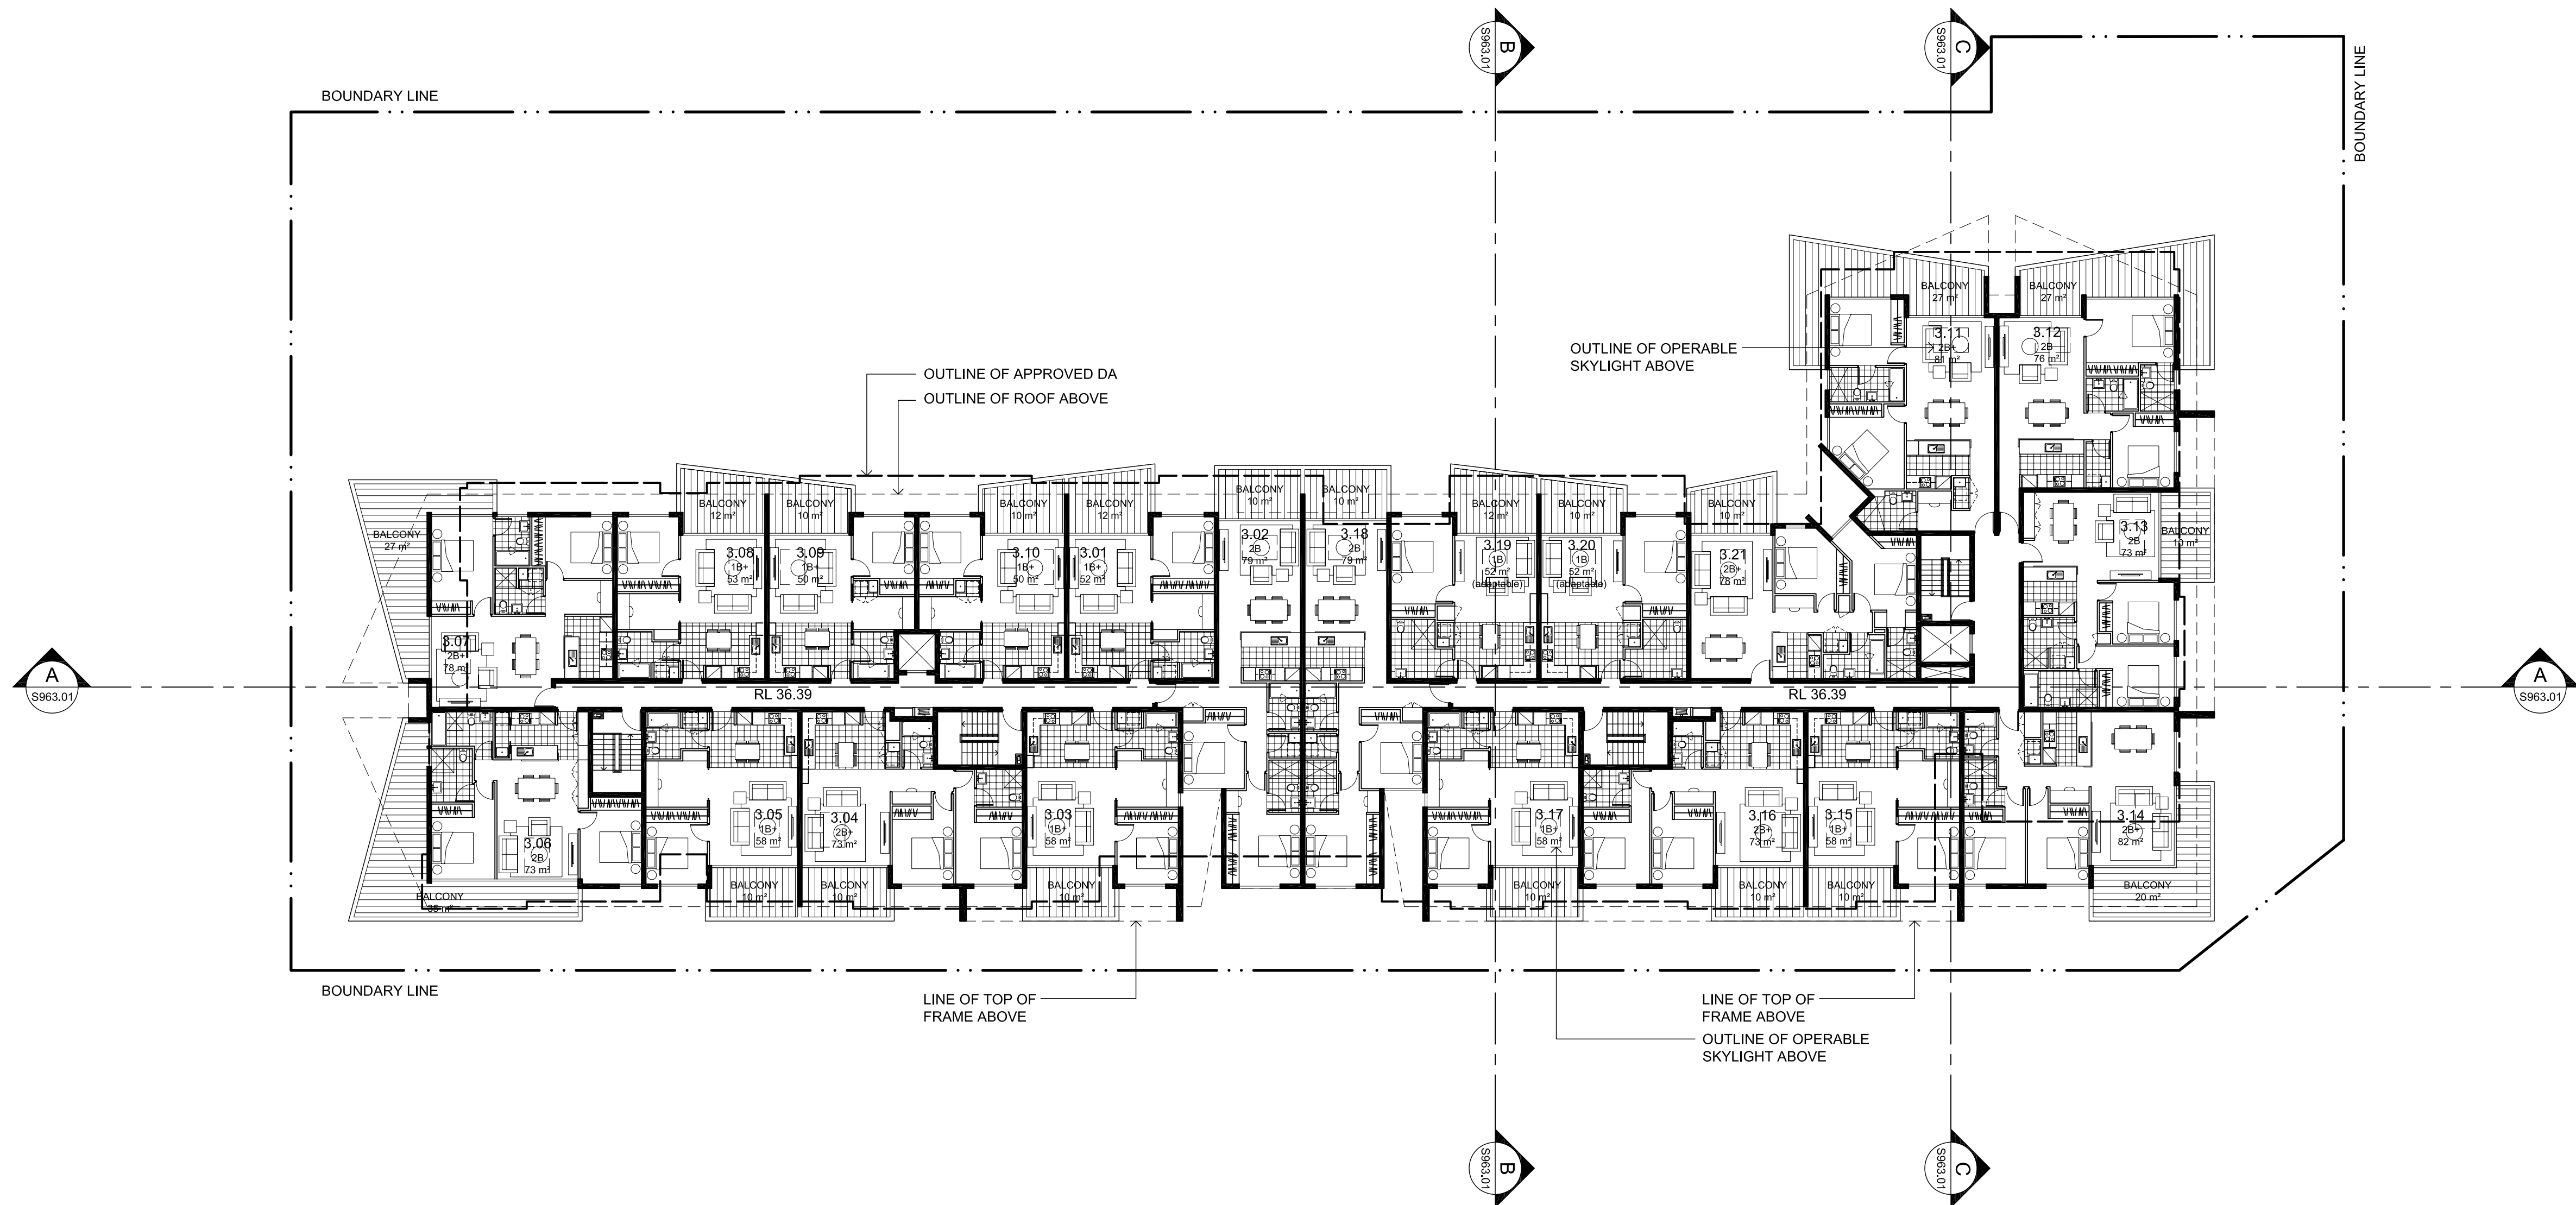 B
S963.01
C
S963.01
BOUNDARY LINE
BOUNDARY LINE
BALCONY
27 m²
BALCONY
27 m²
3.11
2B+
81 m²
3.12
2B
76 m²
OUTLINE OF OPERABLE
SKYLIGHT ABOVE
OUTLINE OF APPROVED DA
OUTLINE OF ROOF ABOVE
BALCONY
27 m²
BALCONY
12 m²
BALCONY
10 m²
BALCONY
10 m²
BALCONY
12 m²
BALCONY
10 m²
BALCONY
10 m²
BALCONY
12 m²
BALCONY
10 m²
BALCONY
10 m²
BALCONY
10 m²
3.07
2B+
78 m²
3.08
1B+
53 m²
3.09
1B+
50 m²
3.10
1B+
50 m²
3.01
1B+
52 m²
3.02
2B
79 m²
3.18
2B
79 m²
3.19
1B
52 m²
(adaptable)
3.20
1B
52 m²
(adaptable)
3.21
2B+
78 m²
3.13
2B
73 m²
A
S963.01
RL 36.39
RL 36.39
A
S963.01
3.06
2B
73 m²
3.05
1B+
58 m²
3.04
2B+
73 m²
3.03
1B+
58 m²
3.17
1B+
58 m²
3.16
2B+
73 m²
3.15
1B+
58 m²
3.14
2B+
82 m²
BALCONY
35 m²
BALCONY
10 m²
BALCONY
10 m²
BALCONY
10 m²
BALCONY
10 m²
BALCONY
10 m²
BALCONY
10 m²
BALCONY
20 m²
BOUNDARY LINE
LINE OF TOP OF
FRAME ABOVE
LINE OF TOP OF
FRAME ABOVE
OUTLINE OF OPERABLE
SKYLIGHT ABOVE
B
S963.01
C
S963.01